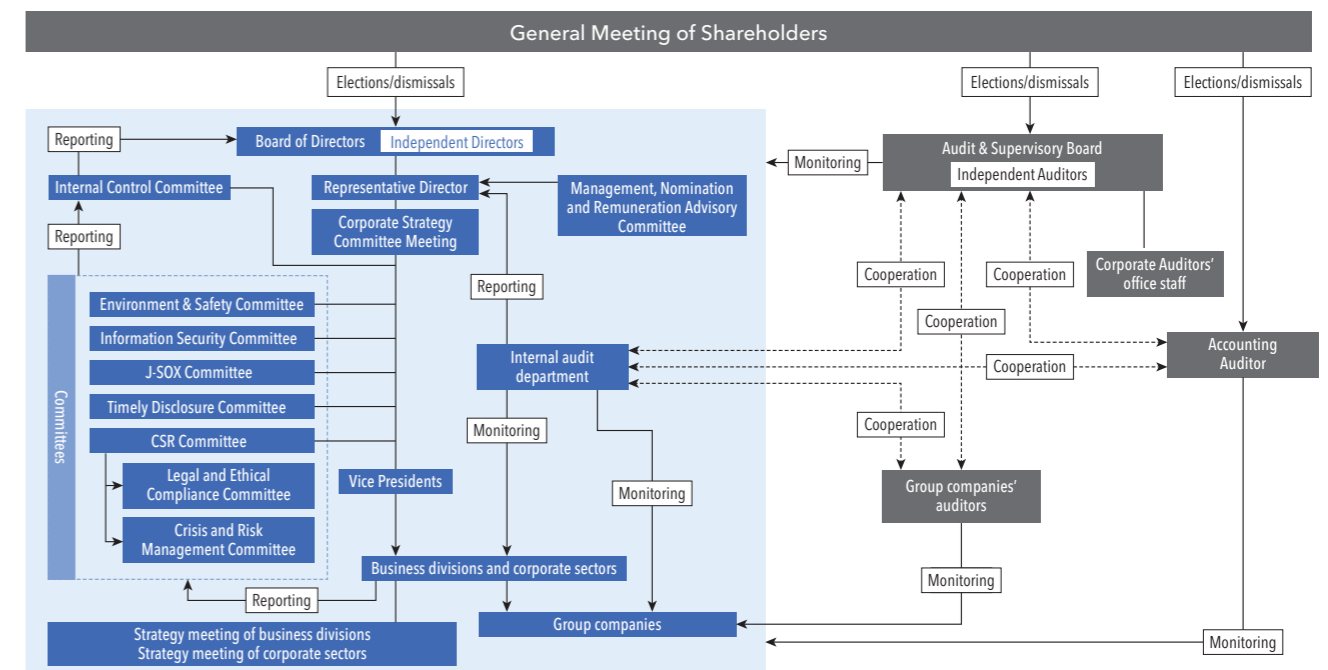 General Meeting of Shareholders
Elections/dismissals
Elections/dismissals
Elections/dismissals
Reporting
Board of Directors
Independent Directors
Audit & Supervisory Board
Independent Auditors
Monitoring
Internal Control Committee
Representative Director
Management, Nomination
and Remuneration Advisory
Committee
Corporate Strategy
Committee Meeting
Reporting
Corporate Auditors'
office staff
Cooperation
Cooperation
Reporting
Cooperation
Committees
Environment & Safety Committee
Information Security Committee
J-SOX Committee
Timely Disclosure Committee
CSR Committee
Legal and Ethical
Compliance Committee
Crisis and Risk
Management Committee
Internal audit
department
Accounting
Auditor
Cooperation
Cooperation
Monitoring
Vice Presidents
Monitoring
Group companies'
auditors
Business divisions and corporate sectors
Monitoring
Reporting
Group companies
Strategy meeting of business divisions
Strategy meeting of corporate sectors
Monitoring